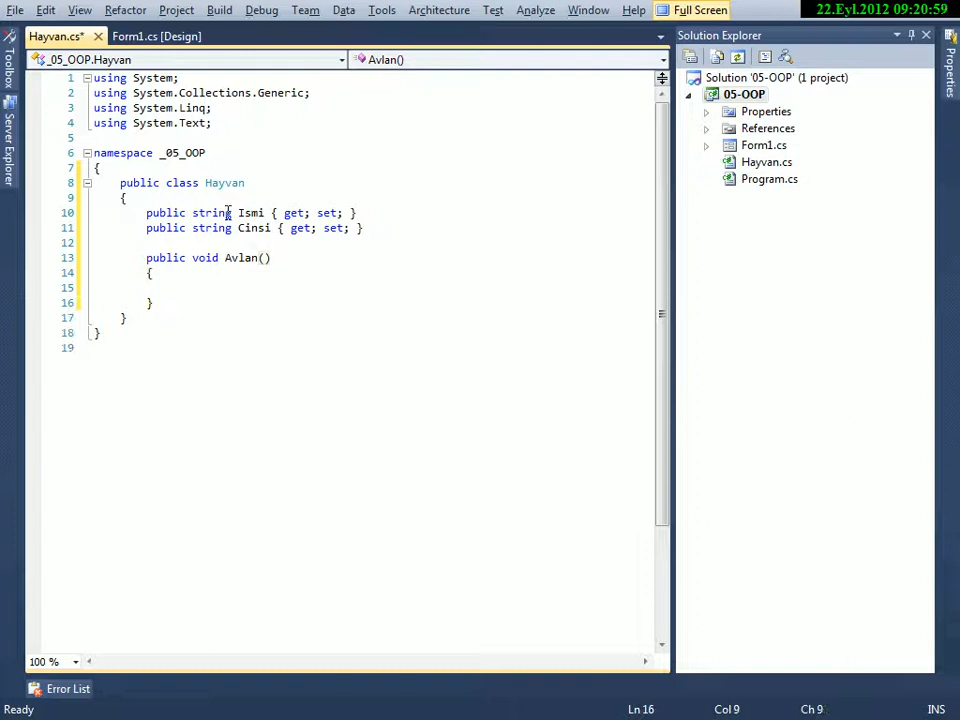 File Edit View Refactor Project Build Debug Team Data Tools Architecture Test Analyze Window Help Full Screen 22.Eyl.2012 09:20:59
Hayvan.cs* Form1.cs [Design]
_05_OOP.Hayvan Avlan()
Toolbox
Server Explorer
1 using System;
2 using System.Collections.Generic;
3 using System.Linq;
4 using System.Text;
5
6 namespace _05_OOP
7 {
8 public class Hayvan
9 {
10 public string Ismi { get; set; }
11 public string Cinsi { get; set; }
12
13 public void Avlan()
14 {
15
16 }
17 }
18 }
19
100 %
Solution Explorer
Solution '05-OOP' (1 project)
05-OOP
Properties
References
Form1.cs
Hayvan.cs
Program.cs
Properties
Error List
Ready Ln 16 Col 9 Ch 9 INS